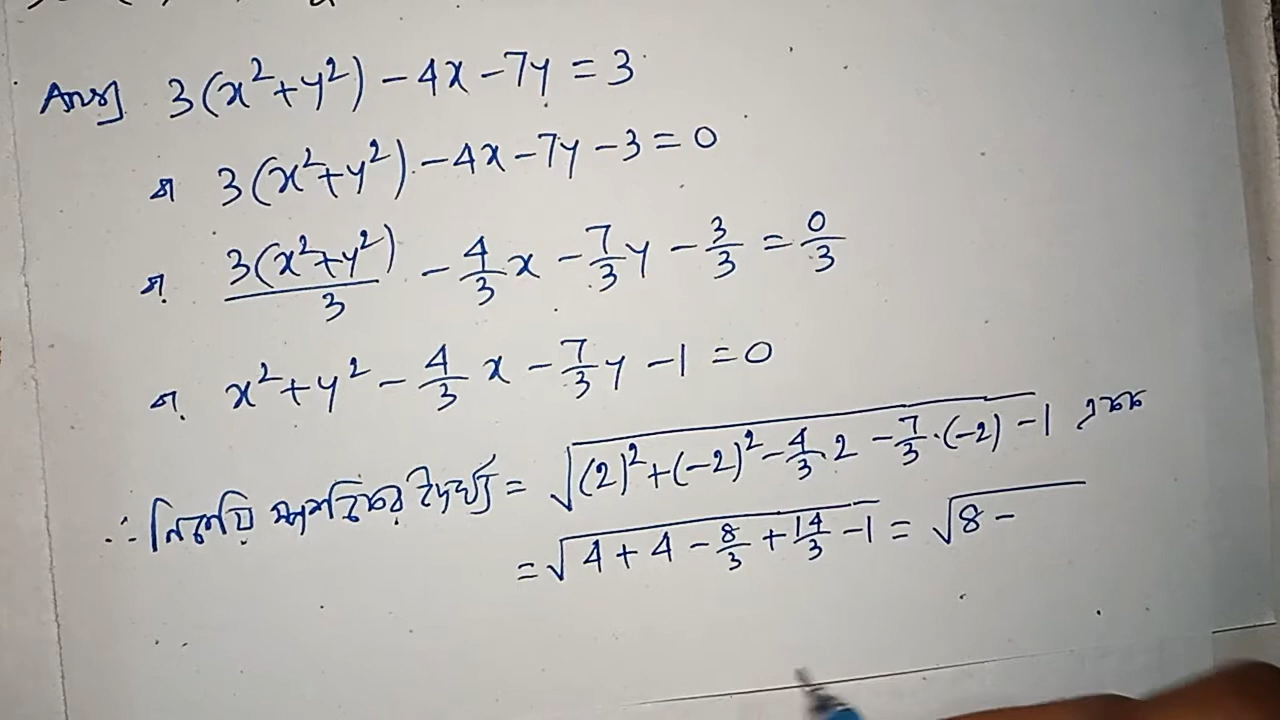 Ans] 3(x²+y²) - 4x - 7y = 3
বা 3(x²+y²) - 4x - 7y - 3 = 0
বা, 3(x²+y²)/3 - 4/3 x - 7/3 y - 3/3 = 0/3
বা, x²+y² - 4/3 x - 7/3 y - 1 = 0
∴ নির্ণেয় স্পর্শকের দৈর্ঘ্য = √((2)²+(-2)² - 4/3.2 - 7/3.(-2) - 1) একক
= √(4+4 - 8/3 + 14/3 - 1) = √(8 -